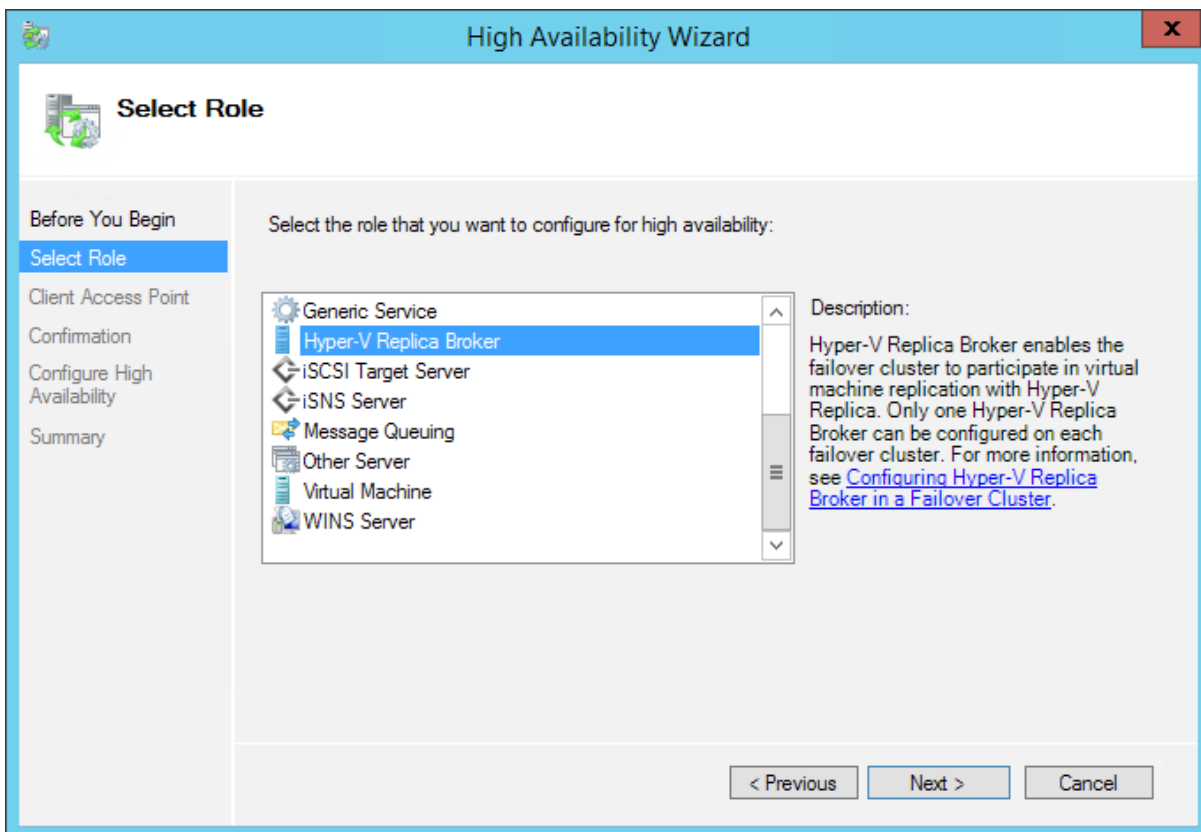 High Availability Wizard
x
Select Role
Before You Begin
Select Role
Client Access Point
Confirmation
Configure High
Availability
Summary
Select the role that you want to configure for high availability:
Generic Service
Hyper-V Replica Broker
iSCSI Target Server
iSNS Server
Message Queuing
Other Server
Virtual Machine
WINS Server
Description:
Hyper-V Replica Broker enables the
failover cluster to participate in virtual
machine replication with Hyper-V
Replica. Only one Hyper-V Replica
Broker can be configured on each
failover cluster. For more information,
see Configuring Hyper-V Replica
Broker in a Failover Cluster.
< Previous
Next >
Cancel